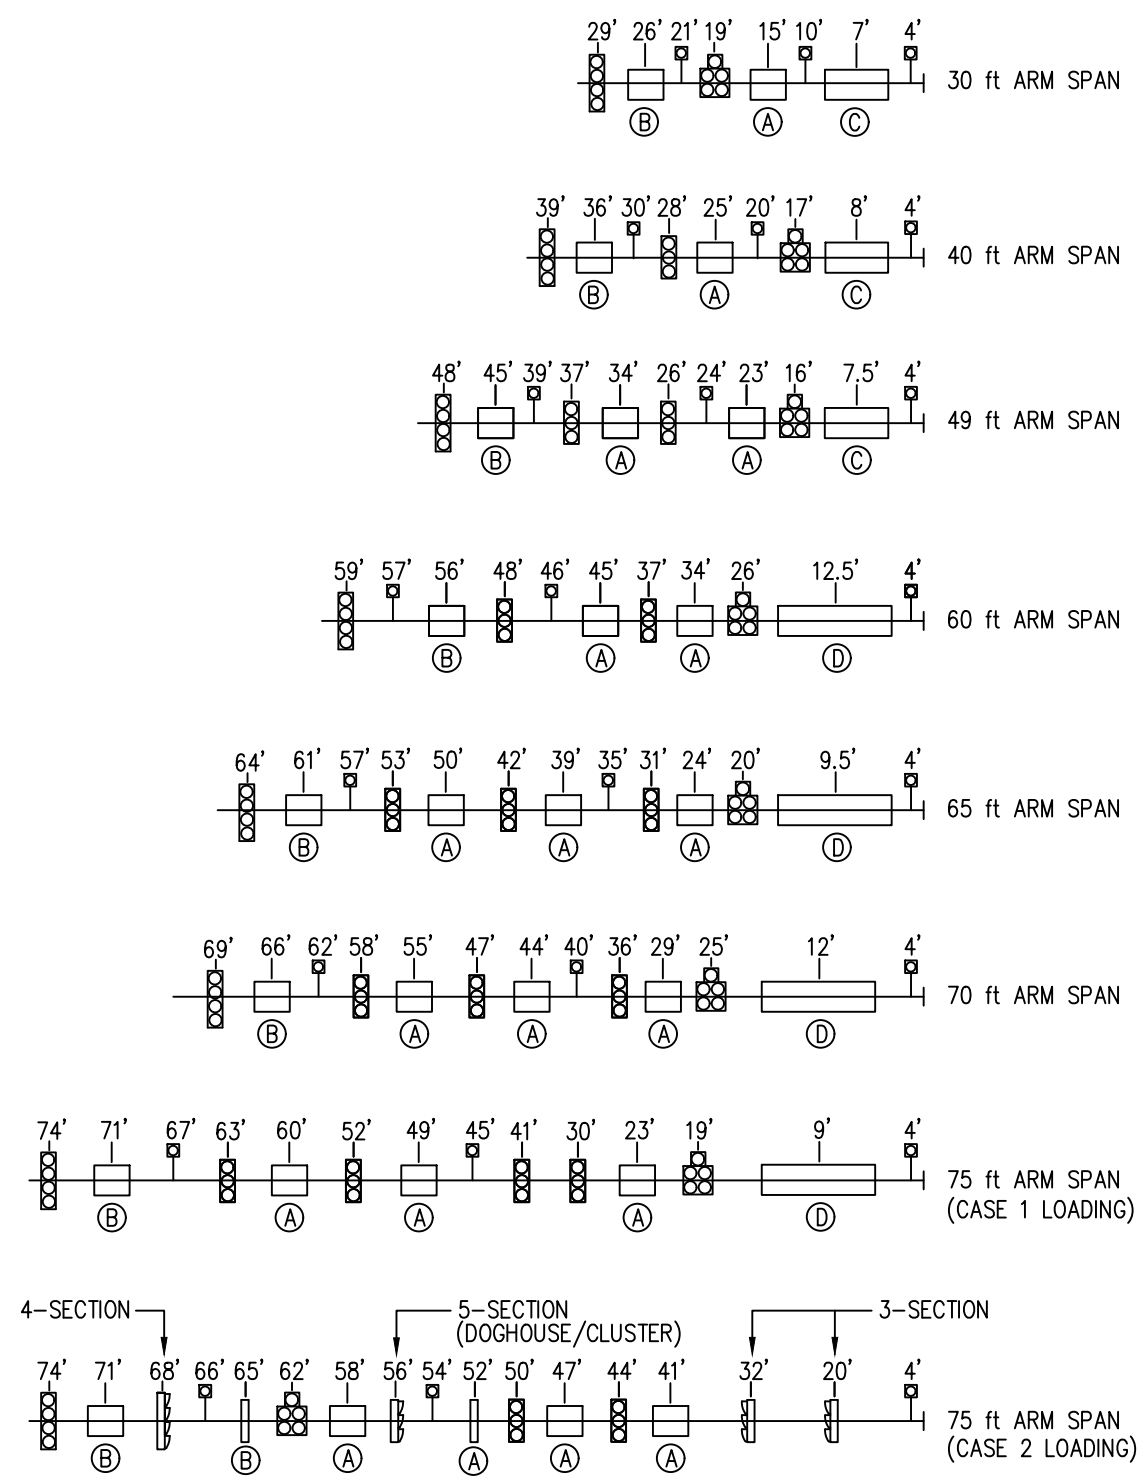 29' 26' 21' 19' 15' 10' 7' 4'
30 ft ARM SPAN
B A C
39' 36' 30' 28' 25' 20' 17' 8' 4'
40 ft ARM SPAN
B A C
48' 45' 39' 37' 34' 26' 24' 23' 16' 7.5' 4'
49 ft ARM SPAN
B A A C
59' 57' 56' 48' 46' 45' 37' 34' 26' 12.5' 4'
60 ft ARM SPAN
B A A D
64' 61' 57' 53' 50' 42' 39' 35' 31' 24' 20' 9.5' 4'
65 ft ARM SPAN
B A A A D
69' 66' 62' 58' 55' 47' 44' 40' 36' 29' 25' 12' 4'
70 ft ARM SPAN
B A A A D
74' 71' 67' 63' 60' 52' 49' 45' 41' 30' 23' 19' 9' 4'
75 ft ARM SPAN
(CASE 1 LOADING)
B A A A D
4-SECTION 5-SECTION 3-SECTION
(DOGHOUSE/CLUSTER)
74' 71' 68' 66' 65' 62' 58' 56' 54' 52' 50' 47' 44' 41' 32' 20' 4'
75 ft ARM SPAN
(CASE 2 LOADING)
B B A A A A